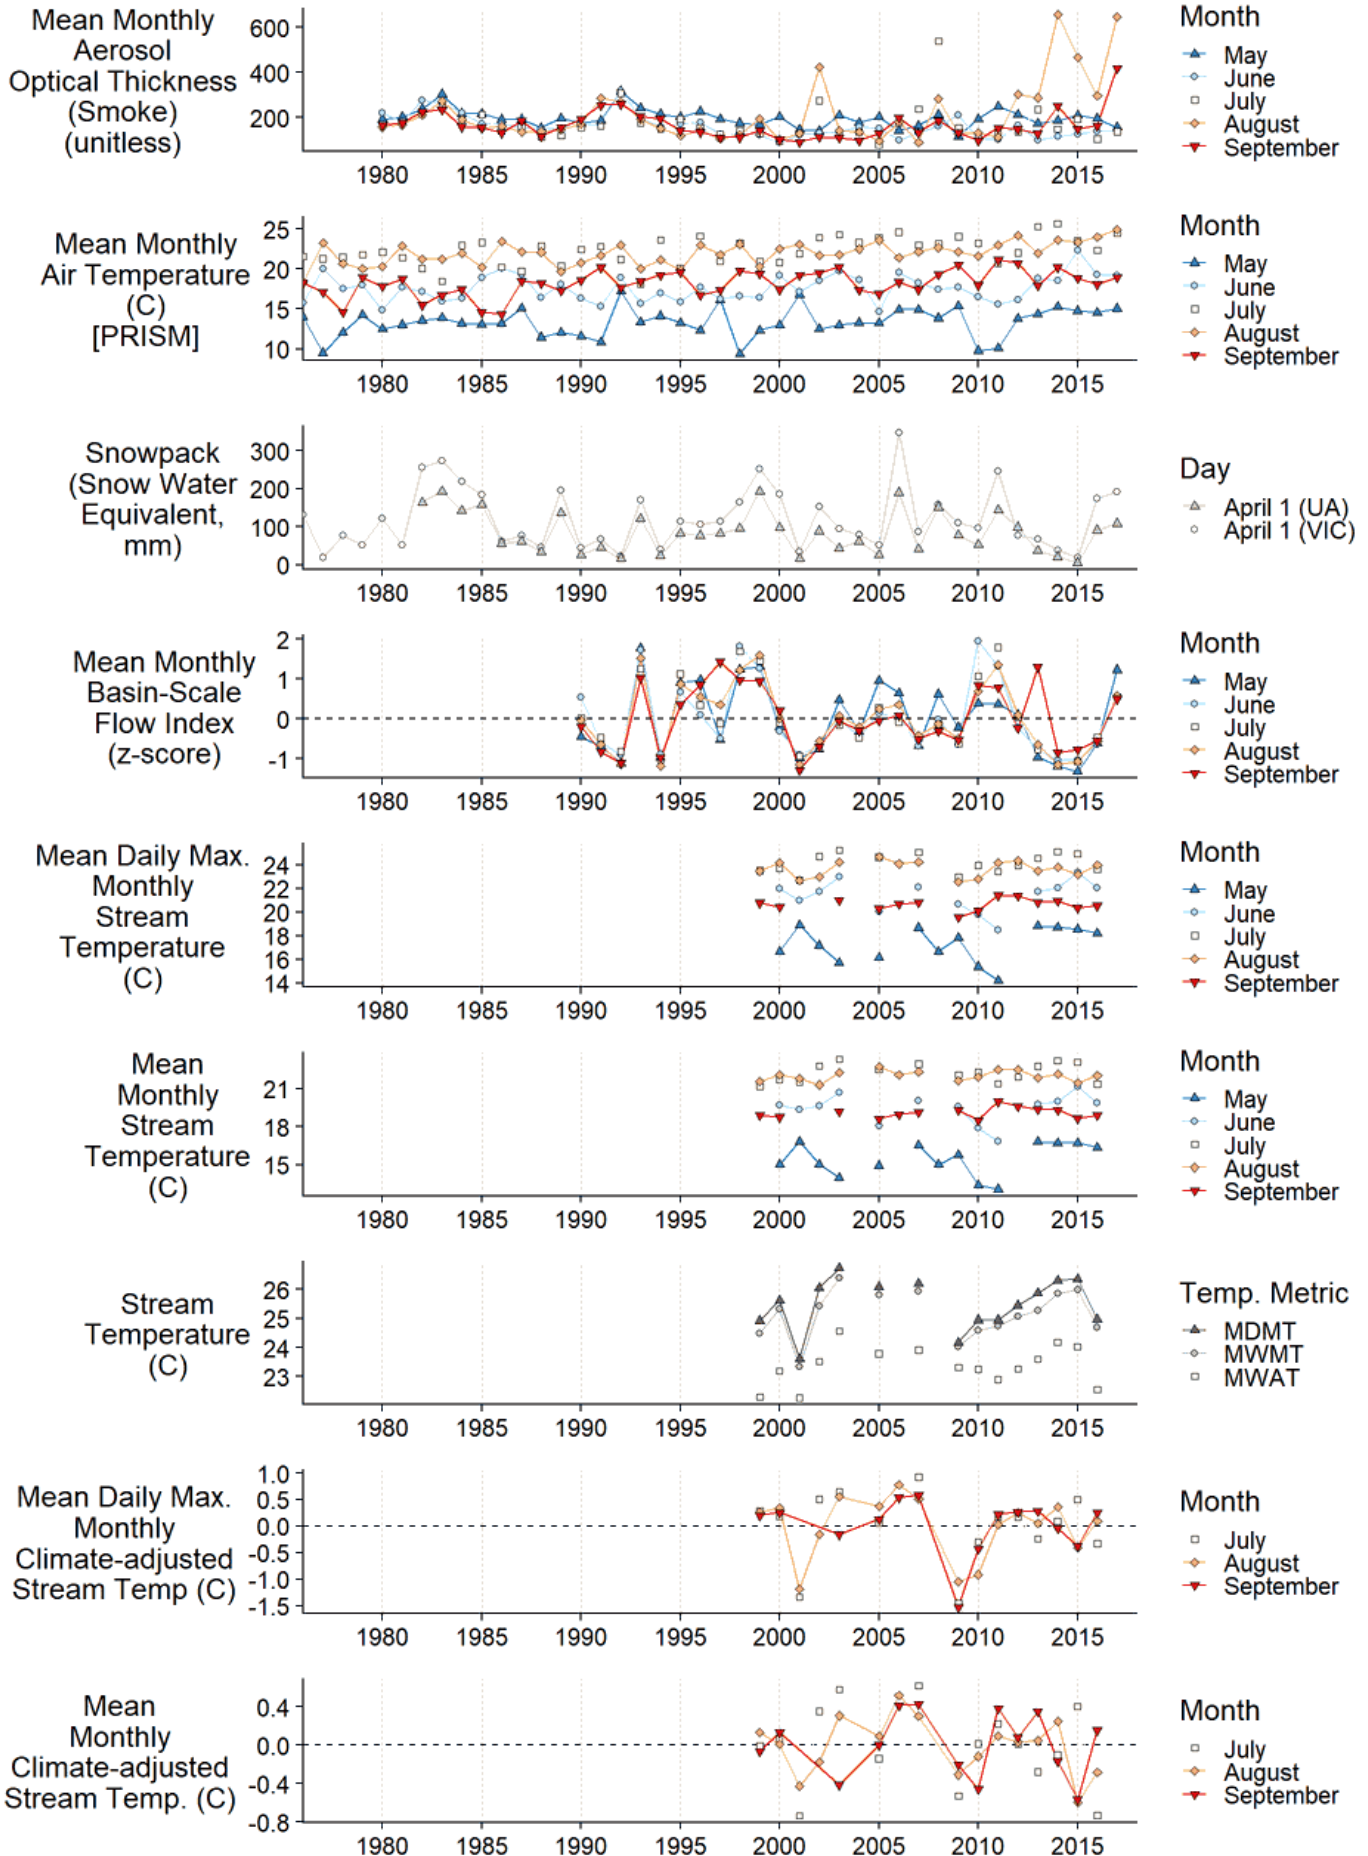 Mean Monthly
Aerosol
Optical Thickness
(Smoke)
(unitless)
600
400
200
1980 1985 1990 1995 2000 2005 2010 2015
Month
May
June
July
August
September
Mean Monthly
Air Temperature
(C)
[PRISM]
25
20
15
10
1980 1985 1990 1995 2000 2005 2010 2015
Month
May
June
July
August
September
Snowpack
(Snow Water
Equivalent,
mm)
300
200
100
0
1980 1985 1990 1995 2000 2005 2010 2015
Day
April 1 (UA)
April 1 (VIC)
Mean Monthly
Basin-Scale
Flow Index
(z-score)
2
1
0
-1
1980 1985 1990 1995 2000 2005 2010 2015
Month
May
June
July
August
September
Mean Daily Max.
Monthly
Stream
Temperature
(C)
24
22
20
18
16
14
1980 1985 1990 1995 2000 2005 2010 2015
Month
May
June
July
August
September
Mean
Monthly
Stream
Temperature
(C)
21
18
15
1980 1985 1990 1995 2000 2005 2010 2015
Month
May
June
July
August
September
Stream
Temperature
(C)
26
25
24
23
1980 1985 1990 1995 2000 2005 2010 2015
Temp. Metric
MDMT
MWMT
MWAT
Mean Daily Max.
Monthly
Climate-adjusted
Stream Temp (C)
1.0
0.5
0.0
-0.5
-1.0
-1.5
1980 1985 1990 1995 2000 2005 2010 2015
Month
July
August
September
Mean
Monthly
Climate-adjusted
Stream Temp. (C)
0.4
0.0
-0.4
-0.8
1980 1985 1990 1995 2000 2005 2010 2015
Month
July
August
September